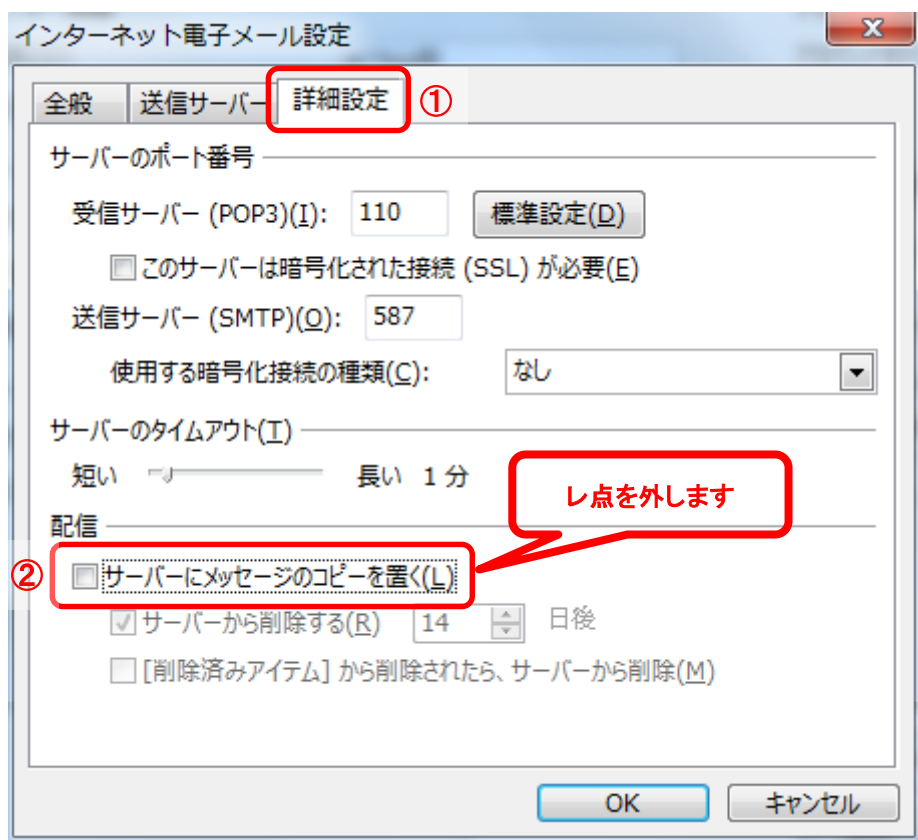 インターネット電子メール設定
X
全般 送信サーバー 詳細設定 ①
サーバーのポート番号
受信サーバー (POP3)(I): 110 標準設定(D)
このサーバーは暗号化された接続 (SSL) が必要(E)
送信サーバー (SMTP)(O): 587
使用する暗号化接続の種類(C): なし
サーバーのタイムアウト(T)
短い 長い 1 分
レ点を外します
配信
② サーバーにメッセージのコピーを置く(L)
サーバーから削除する(R) 14 日後
[削除済みアイテム] から削除されたら、サーバーから削除(M)
OK キャンセル